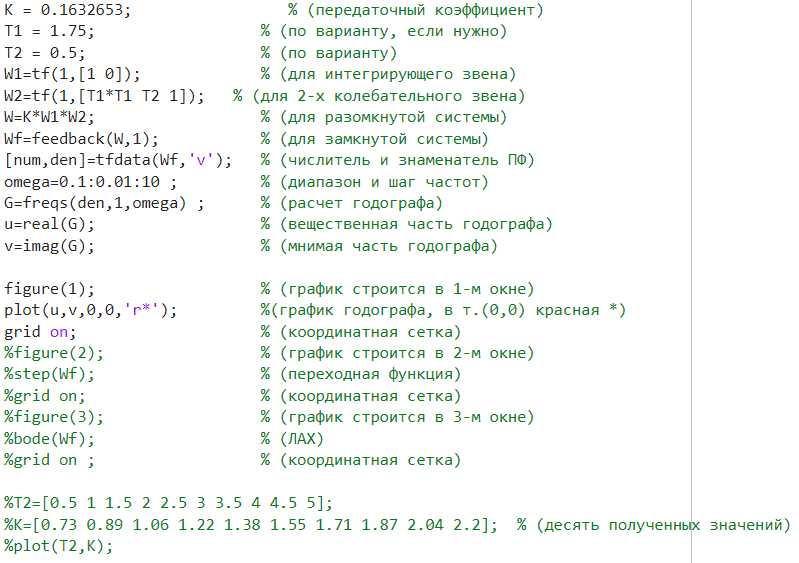 K = 0.1632653; % (передаточный коэффициент)
T1 = 1.75; % (по варианту, если нужно)
T2 = 0.5; % (по варианту)
W1=tf(1,[1 0]); % (для интегрирующего звена)
W2=tf(1,[T1*T1 T2 1]); % (для 2-х колебательного звена)
W=K*W1*W2; % (для разомкнутой системы)
Wf=feedback(W,1); % (для замкнутой системы)
[num,den]=tfdata(Wf,'v'); % (числитель и знаменатель ПФ)
omega=0.1:0.01:10 ; % (диапазон и шаг частот)
G=freqs(den,1,omega) ; % (расчет годографа)
u=real(G); % (вещественная часть годографа)
v=imag(G); % (мнимая часть годографа)
figure(1); % (график строится в 1-м окне)
plot(u,v,0,0,'r*'); %(график годографа, в т.(0,0) красная *)
grid on; % (координатная сетка)
%figure(2); % (график строится в 2-м окне)
%step(Wf); % (переходная функция)
%grid on; % (координатная сетка)
%figure(3); % (график строится в 3-м окне)
%bode(Wf); % (ЛАХ)
%grid on ; % (координатная сетка)
%T2=[0.5 1 1.5 2 2.5 3 3.5 4 4.5 5];
%K=[0.73 0.89 1.06 1.22 1.38 1.55 1.71 1.87 2.04 2.2]; % (десять полученных значений)
%plot(T2,K);